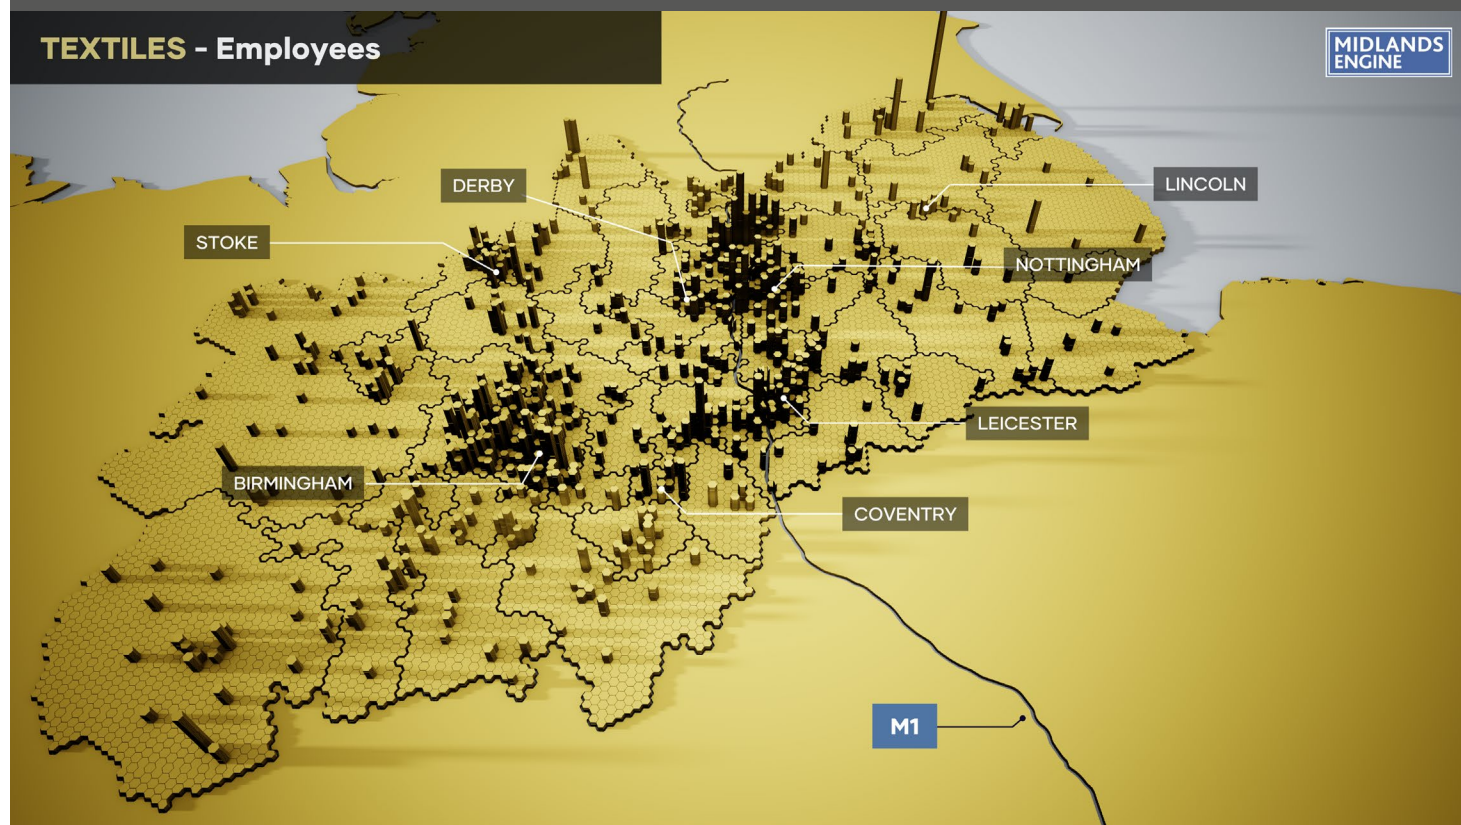 TEXTILES - Employees
MIDLANDS
ENGINE
DERBY
LINCOLN
STOKE
NOTTINGHAM
LEICESTER
BIRMINGHAM
COVENTRY
M1